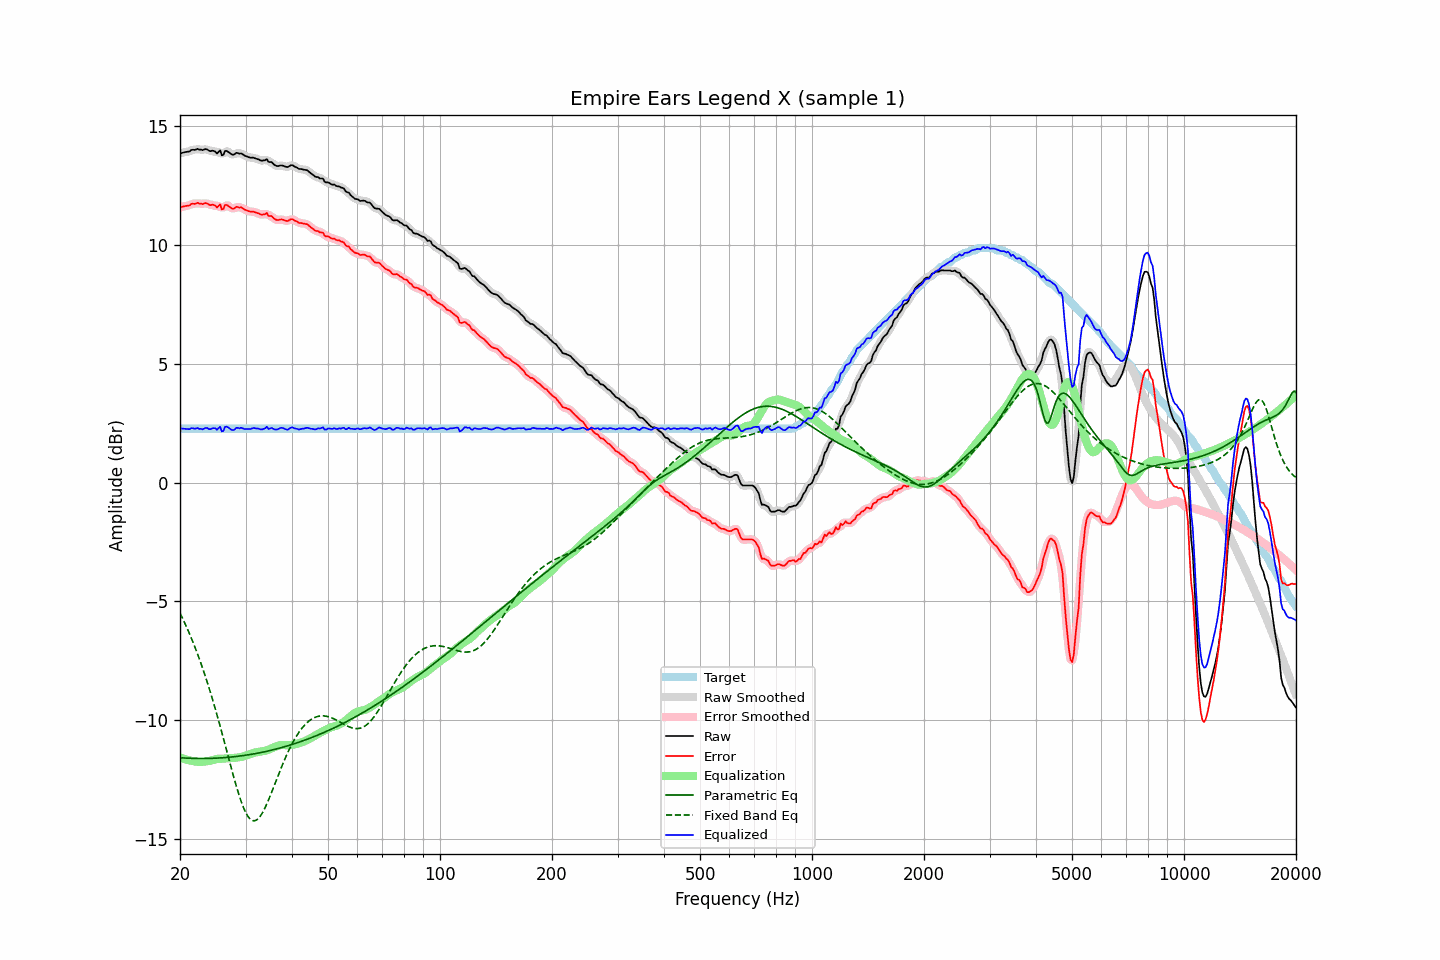 Empire Ears Legend X (sample 1)
15
10
5
0
−5
−10
−15
Amplitude (dBr)
Target
Raw Smoothed
Error Smoothed
Raw
Error
Equalization
Parametric Eq
Fixed Band Eq
Equalized
20
50
100
200
500
1000
2000
5000
10000
20000
Frequency (Hz)